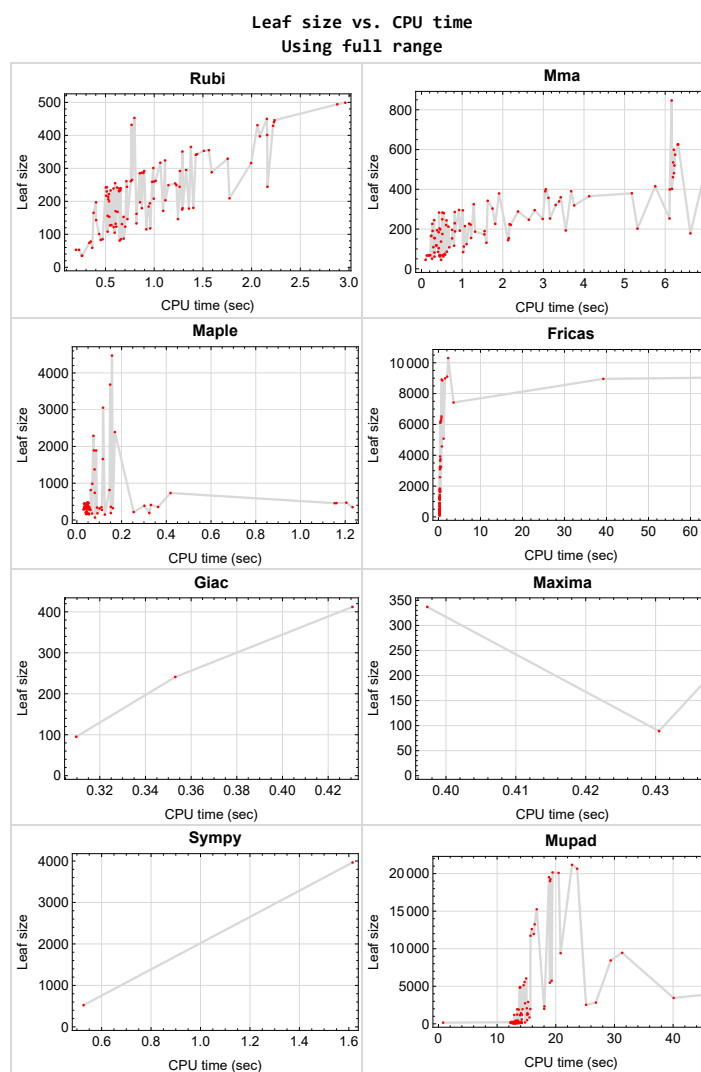 Leaf size vs. CPU time
Using full range
Rubi
Leaf size
500
400
300
200
100
0
0.5 1.0 1.5 2.0 2.5 3.0
CPU time (sec)
Mma
Leaf size
800
600
400
200
0
0 1 2 3 4 5 6
CPU time (sec)
Maple
Leaf size
4000
3000
2000
1000
0
0.0 0.2 0.4 0.6 0.8 1.0 1.2
CPU time (sec)
Fricas
Leaf size
10000
8000
6000
4000
2000
0
0 10 20 30 40 50 60
CPU time (sec)
Giac
Leaf size
400
300
200
100
0
0.32 0.34 0.36 0.38 0.40 0.42
CPU time (sec)
Maxima
Leaf size
350
300
250
200
150
100
50
0
0.40 0.41 0.42 0.43
CPU time (sec)
Sympy
Leaf size
4000
3000
2000
1000
0
0.6 0.8 1.0 1.2 1.4 1.6
CPU time (sec)
Mupad
Leaf size
20000
15000
10000
5000
0
0 10 20 30 40
CPU time (sec)